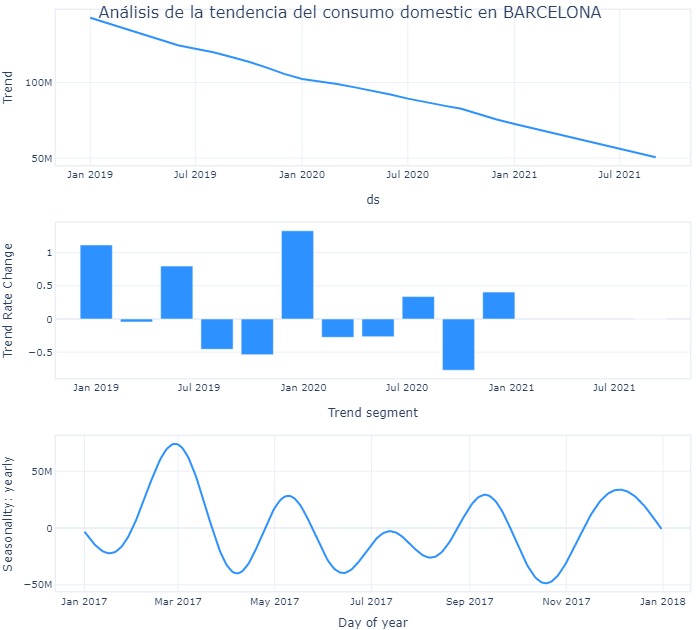 Análisis de la tendencia del consumo domestic en BARCELONA
Trend
100M
50M
Jan 2019 Jul 2019 Jan 2020 Jul 2020 Jan 2021 Jul 2021
ds
Trend Rate Change
1
0.5
0
−0.5
Jan 2019 Jul 2019 Jan 2020 Jul 2020 Jan 2021 Jul 2021
Trend segment
Seasonality: yearly
50M
0
−50M
Jan 2017 Mar 2017 May 2017 Jul 2017 Sep 2017 Nov 2017 Jan 2018
Day of year